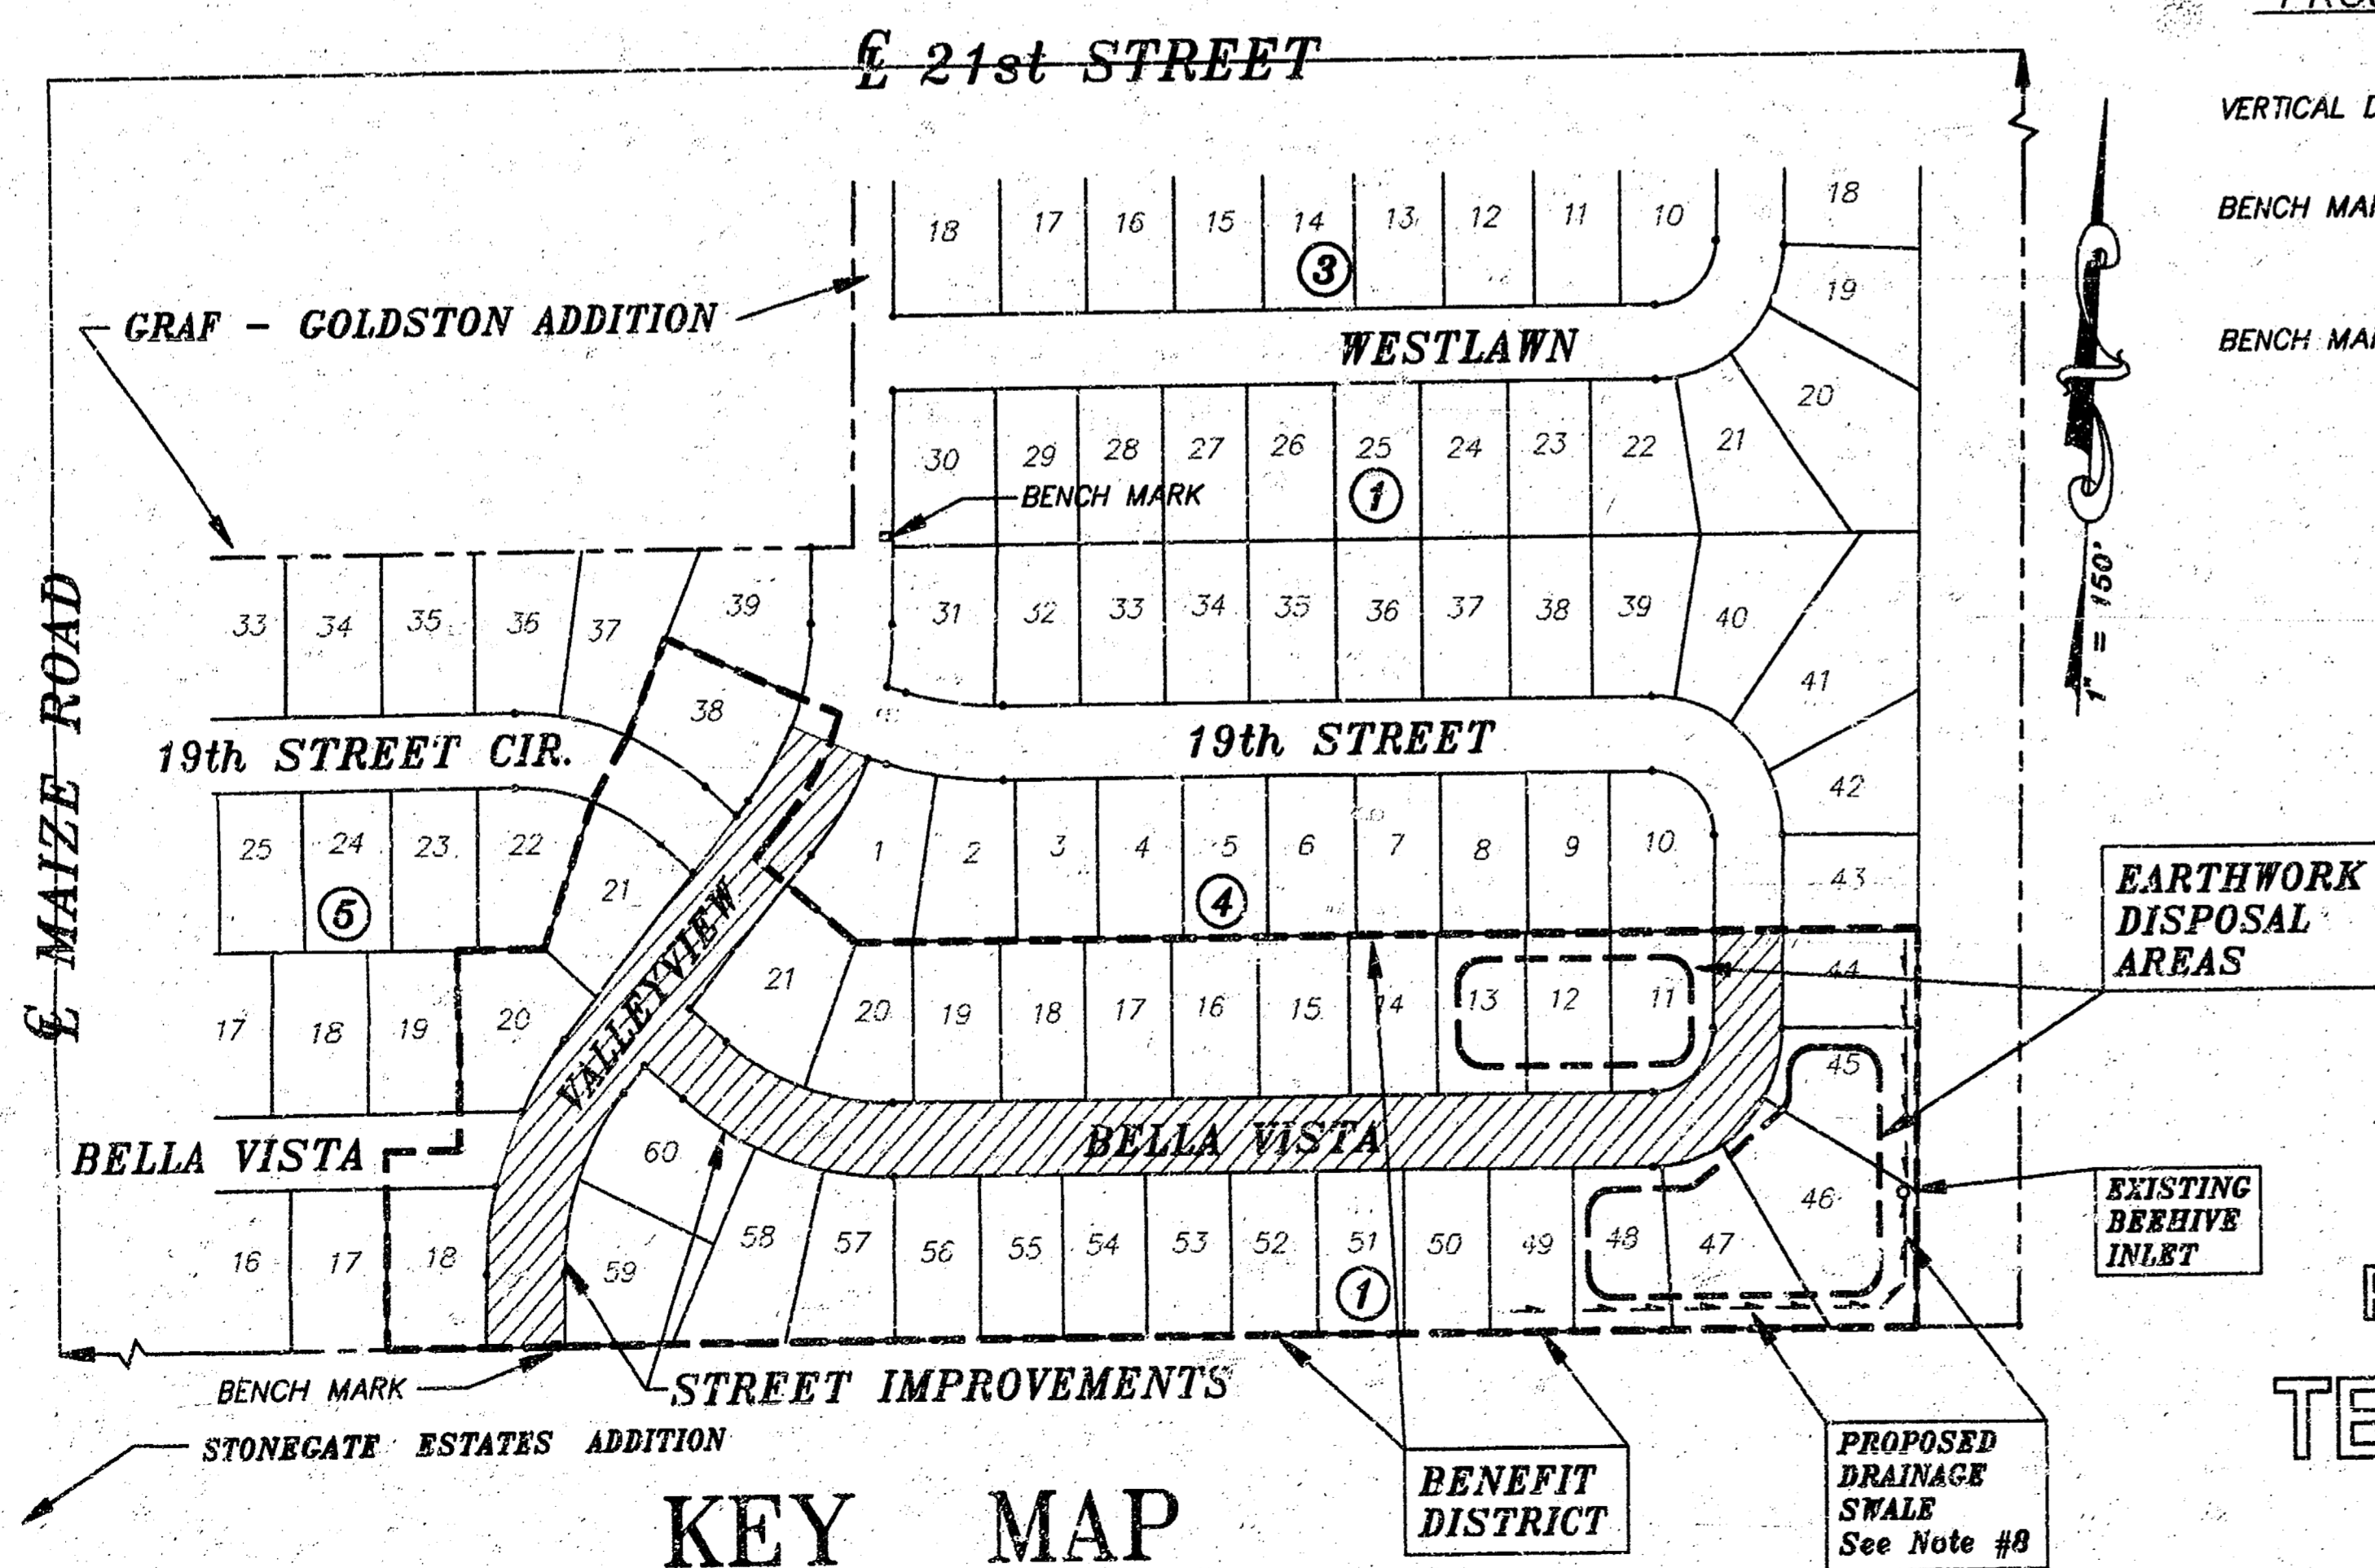 ℄ 21st STREET
VERTICAL
BENCH
BENCH
18 17 16 15 14 13 12 11 10 18
3
19
GRAF - GOLDSTON ADDITION
WESTLAWN
20
30 29 28 27 26 25 24 23 22 21
BENCH MARK
1
1" = 150'
℄ MAIZE ROAD
33 34 35 36 37 39
31 32 33 34 35 36 37 38 39 40
41
38
19th STREET CIR.
19th STREET
42
25 24 23 22
1 2 3 4 5 6 7 8 9 10
43
5
21
4
EARTHWORK
DISPOSAL
AREAS
VALLEYVIEW
21
44
17 18 19 20
20 19 18 17 16 15 14 13 12 11
45
BELLA VISTA
60
BELLA VISTA
46
EXISTING
BEEHIVE
INLET
16 17 18
59
58 57 56 55 54 53 52 51 50 49 48 47
1
BENCH MARK
STREET IMPROVEMENTS
STONEGATE ESTATES ADDITION
BENEFIT
DISTRICT
PROPOSED
DRAINAGE
SWALE
See Note #8
KEY MAP
TE